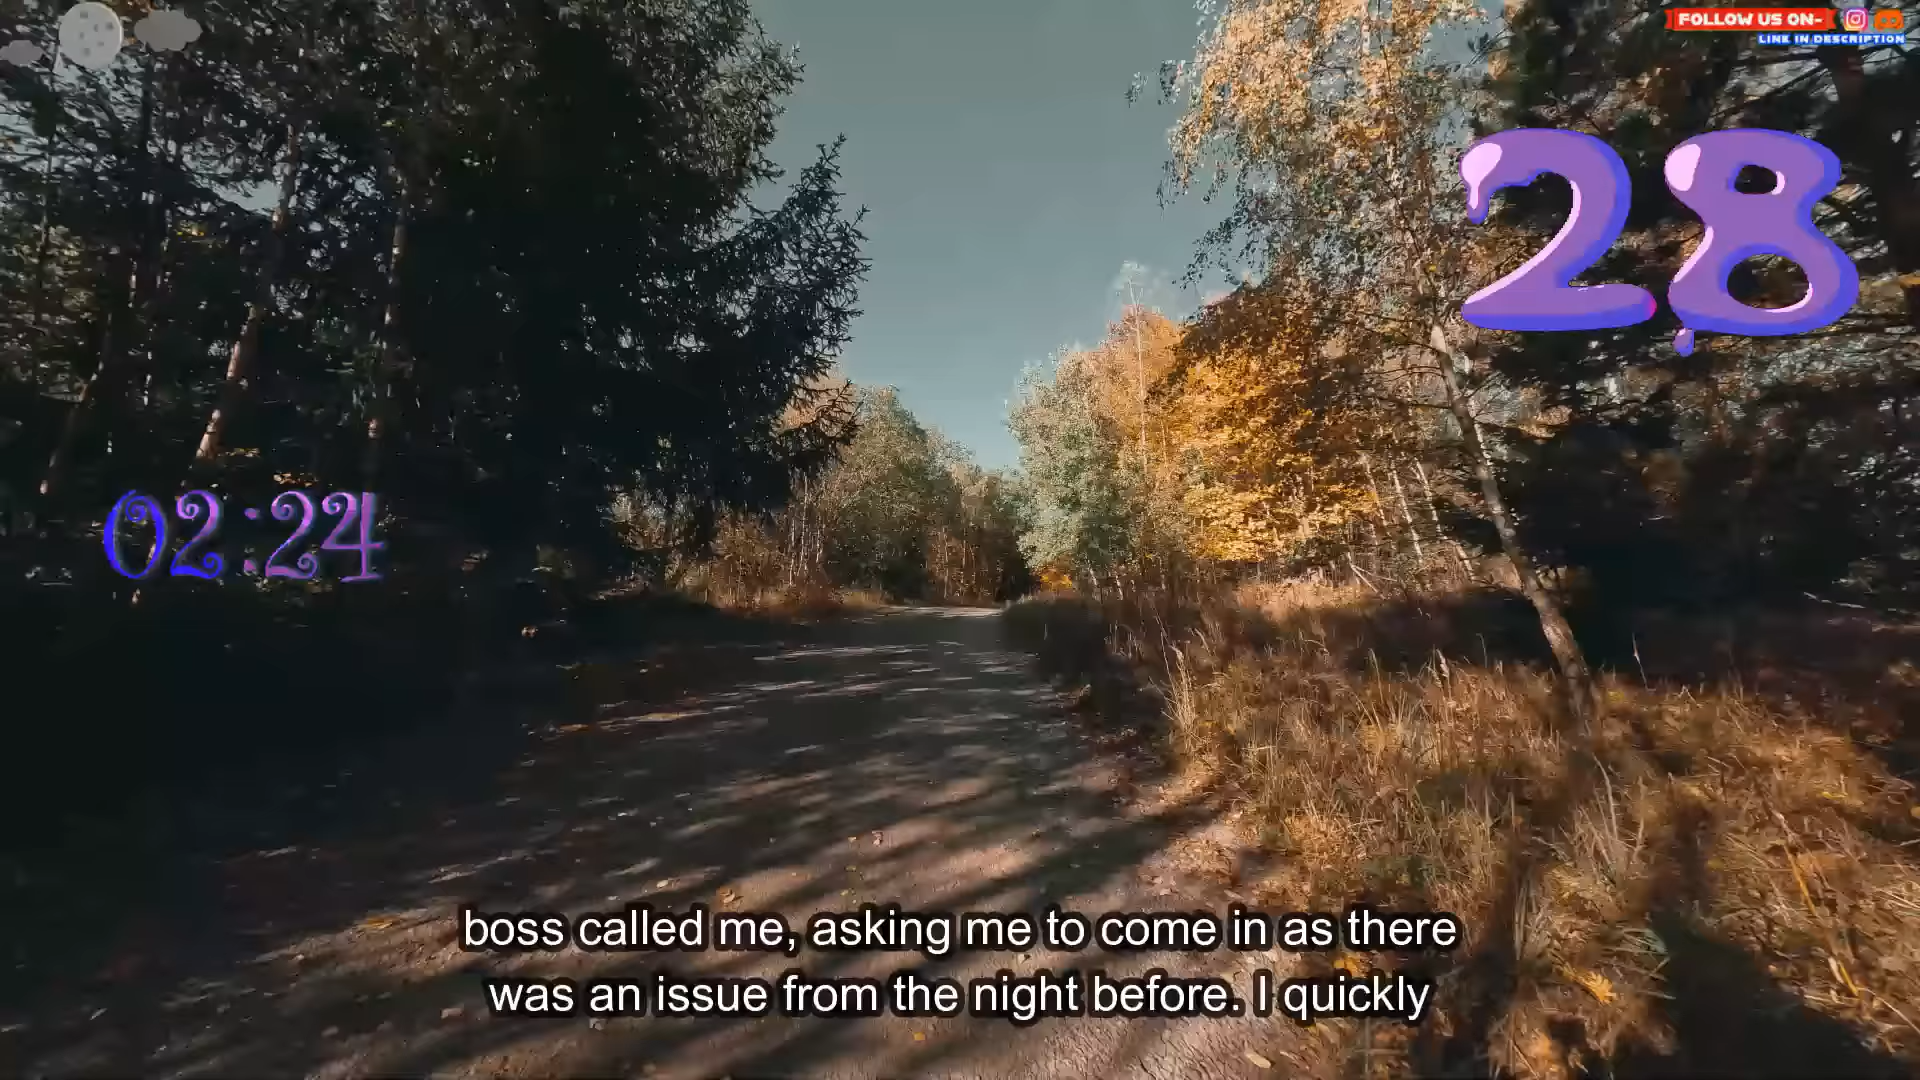 FOLLOW US ON-
LINK IN DESCRIPTION
28
02:24
boss called me, asking me to come in as there
was an issue from the night before. I quickly